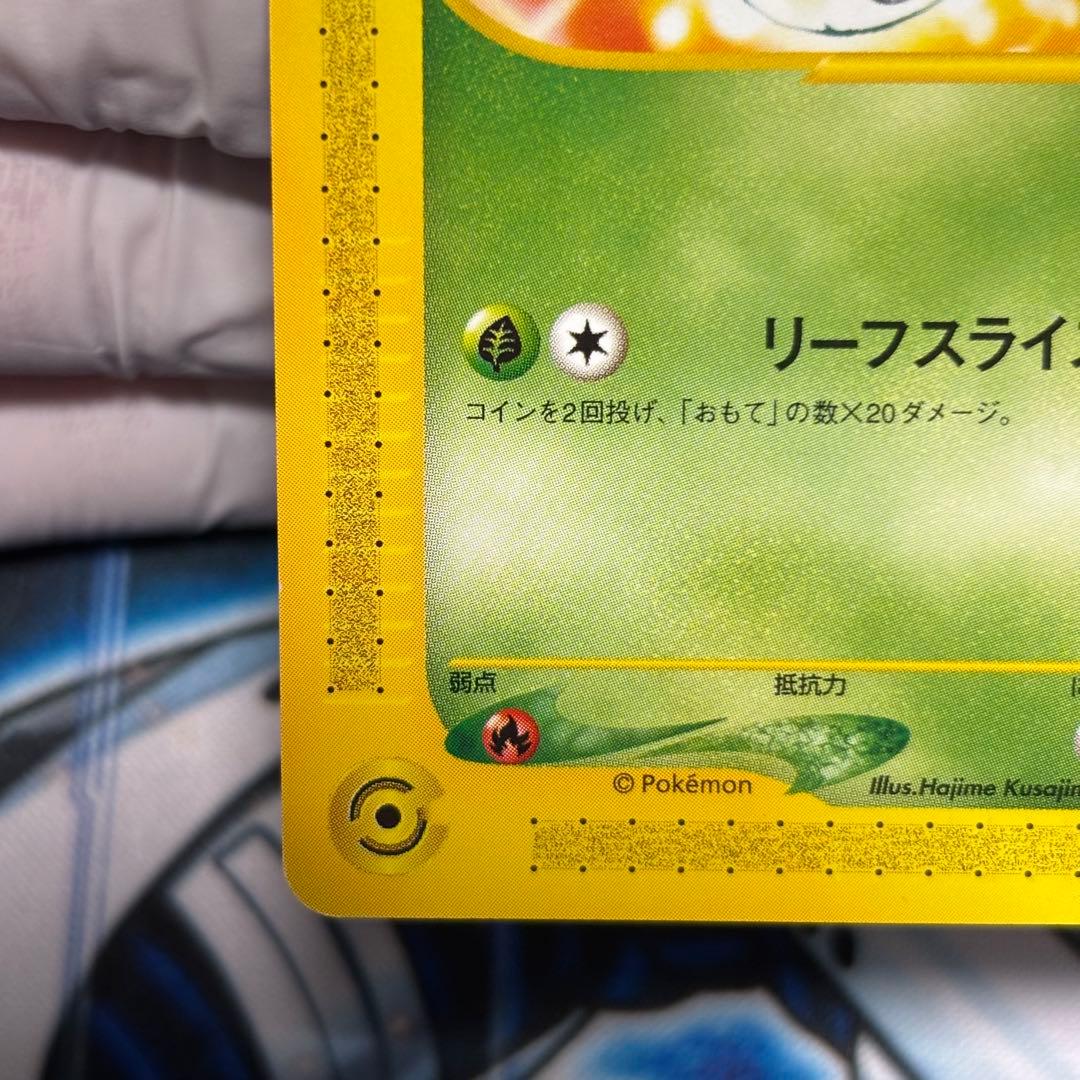 リーフスライ
コインを2回投げ、「おもて」の数×20ダメージ。
弱点 抵抗力
© Pokémon Illus.Hajime Kusajim